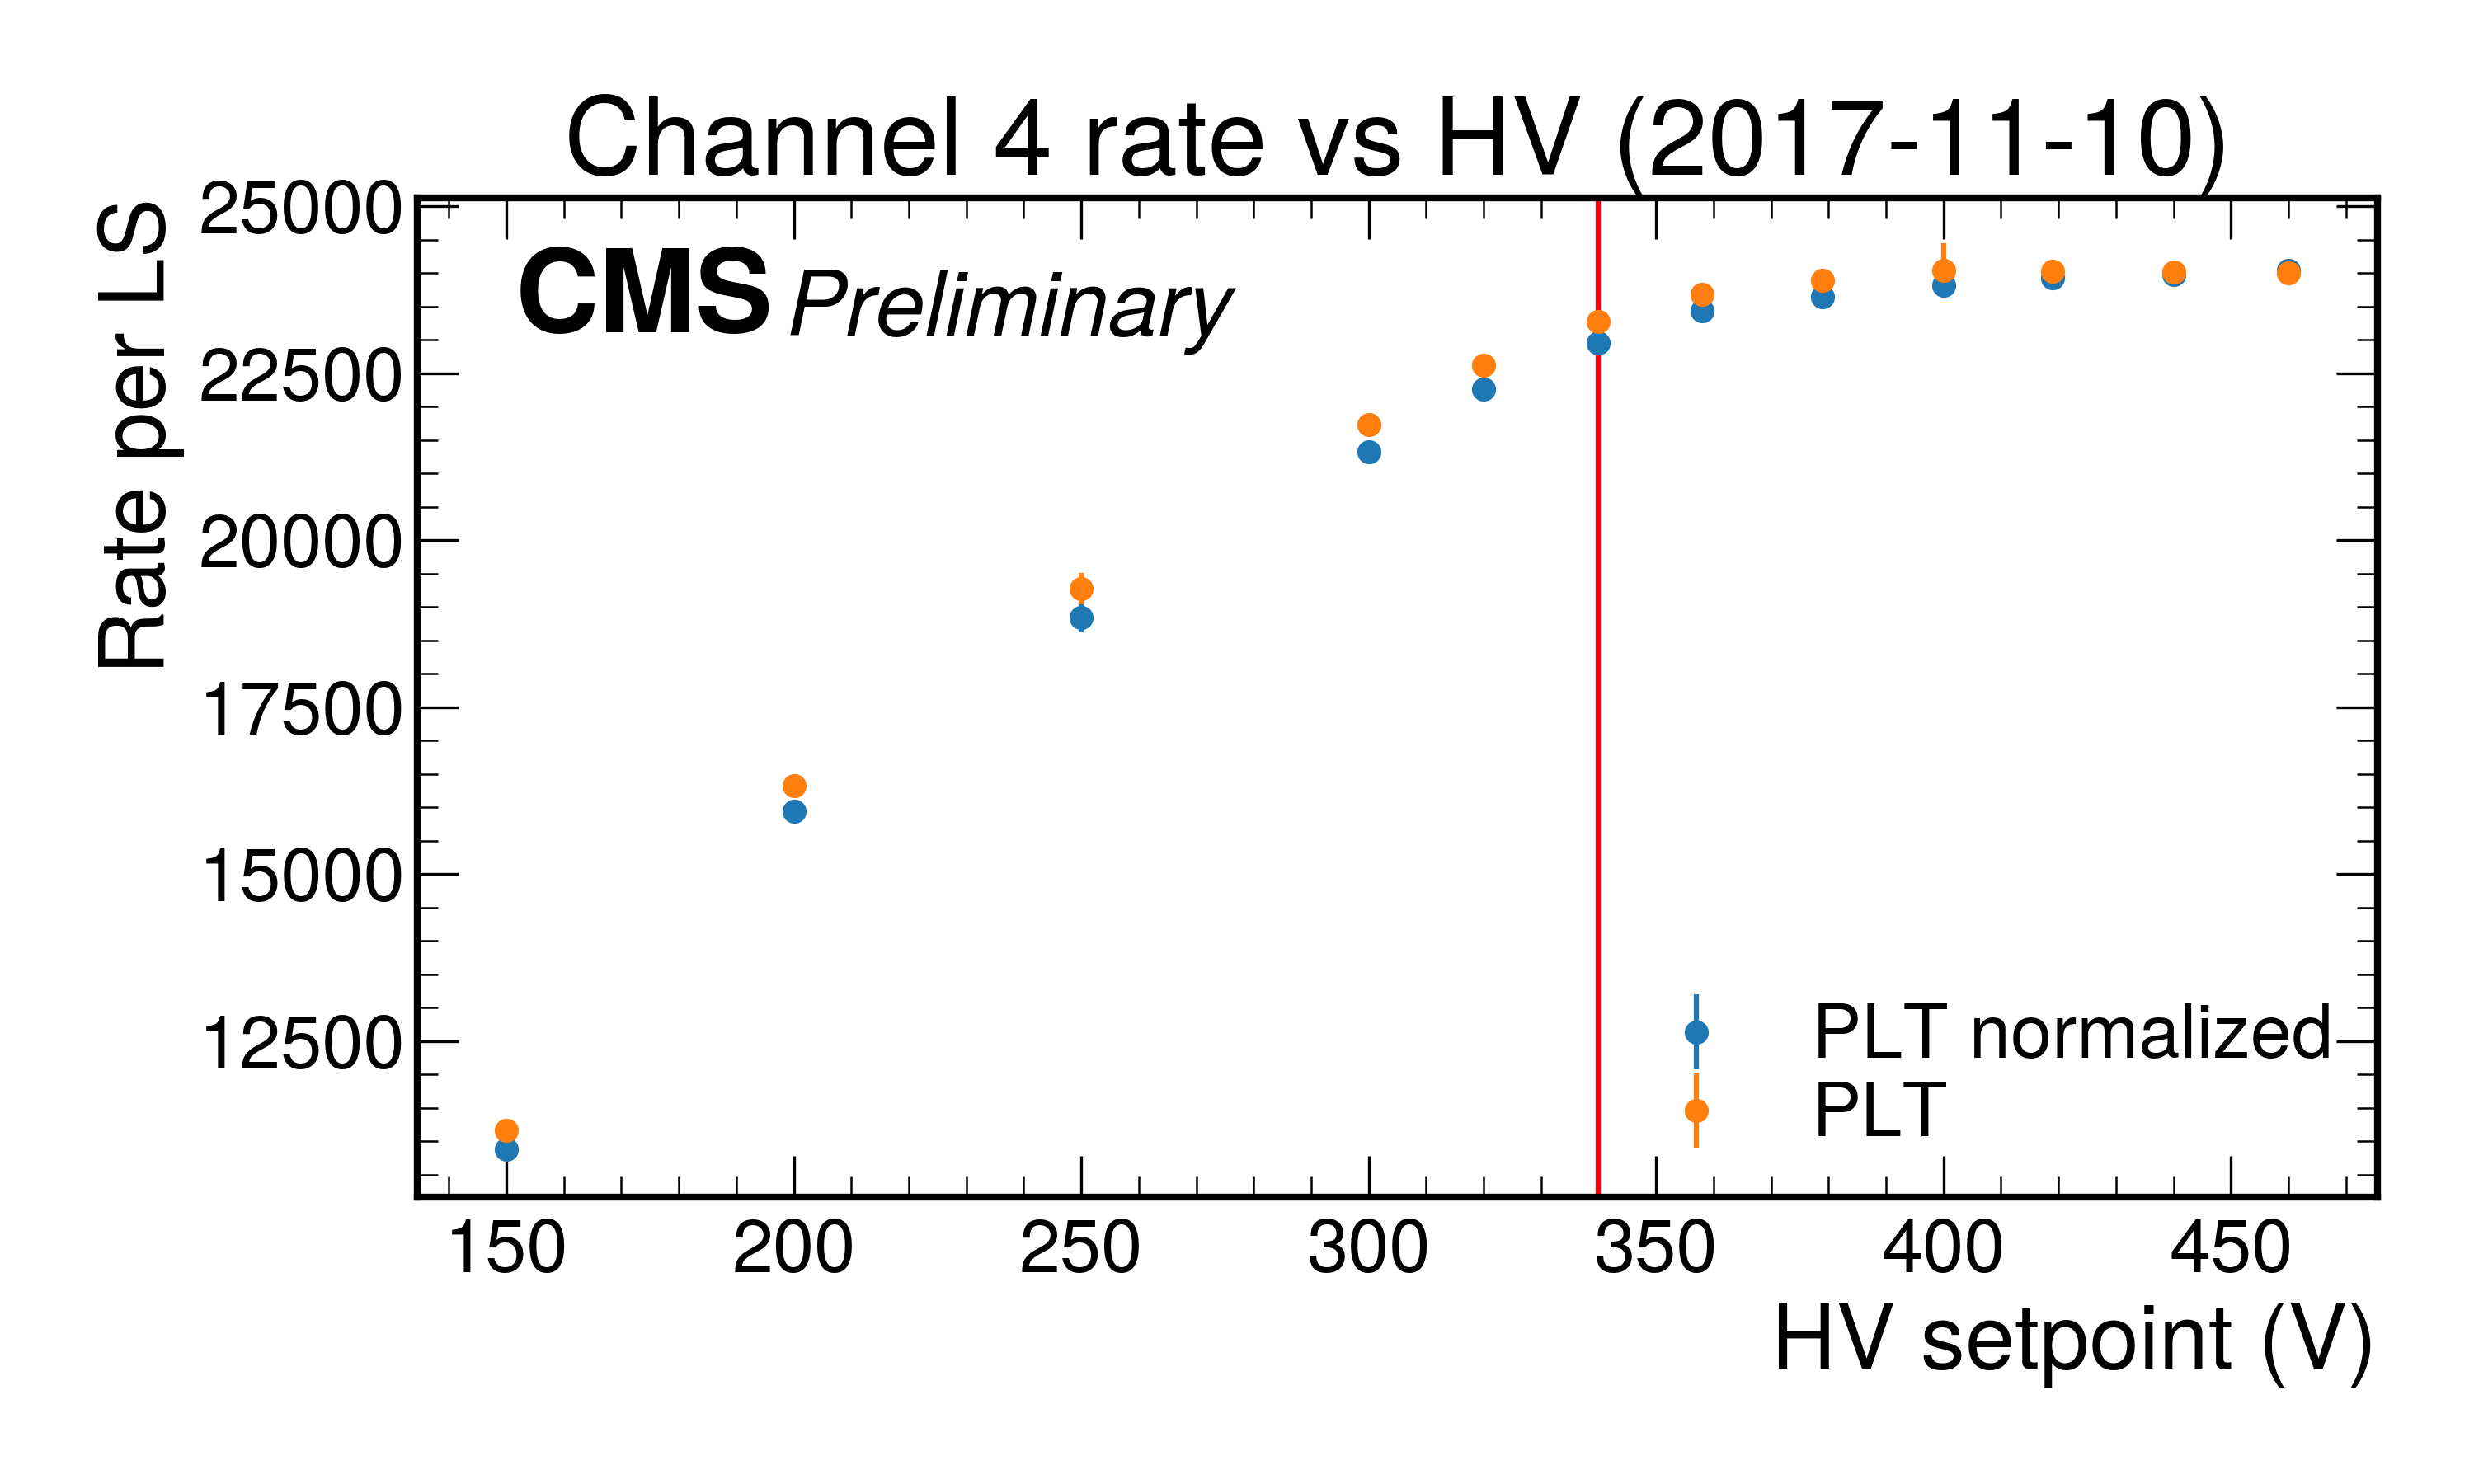 Channel 4 rate vs HV (2017-11-10)
CMS Preliminary
Rate per LS
25000
22500
20000
17500
15000
12500
PLT normalized
PLT
150 200 250 300 350 400 450
HV setpoint (V)